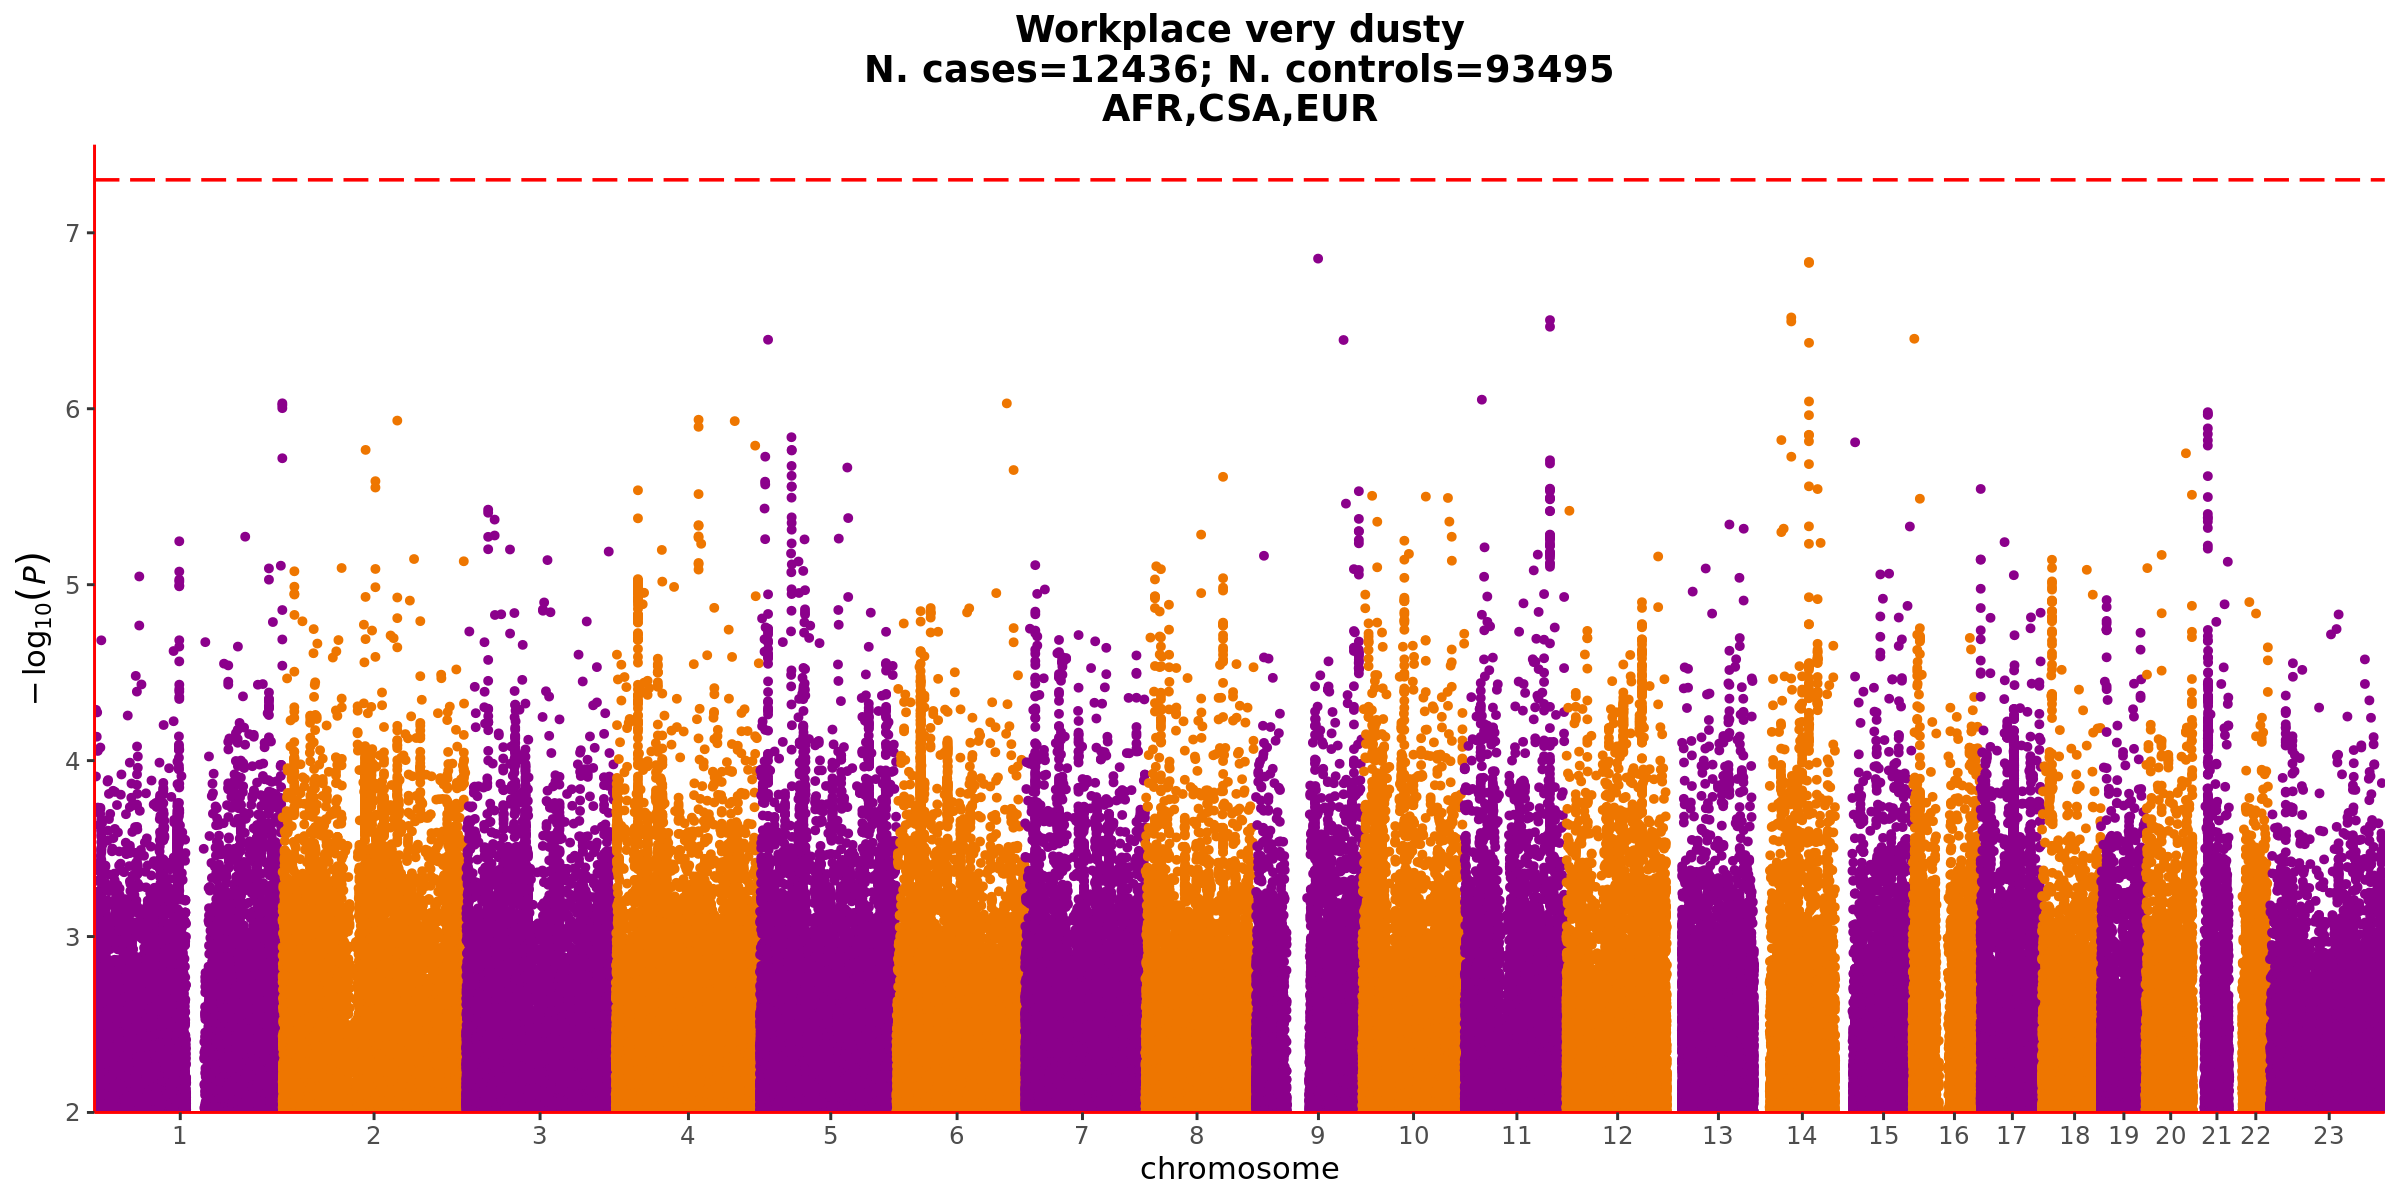 Workplace very dusty
N. cases=12436; N. controls=93495
AFR,CSA,EUR
−log10(P)
7
6
5
4
3
2
1 2 3 4 5 6 7 8 9 10 11 12 13 14 15 16 17 18 19 20 21 22 23
chromosome